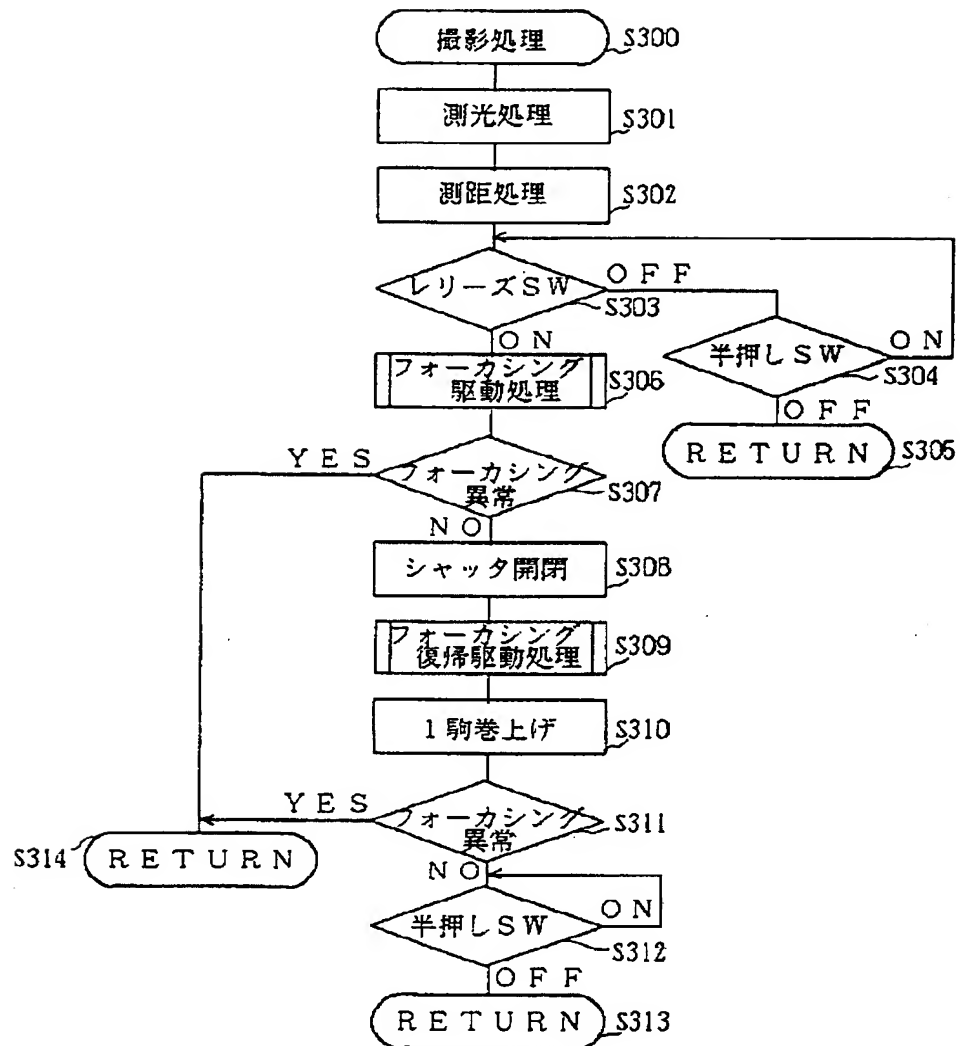 撮影処理
S300
測光処理
S301
測距処理
S302
レリーズSW
OFF
S303
ON
半押しSW
ON
S304
OFF
RETURN
S305
フォーカシング
駆動処理
S306
YES
フォーカシング
異常
S307
NO
シャッタ開閉
S308
フォーカシング
復帰駆動処理
S309
1駒巻上げ
S310
YES
フォーカシング
異常
S311
S314
RETURN
NO
半押しSW
ON
S312
OFF
RETURN
S313